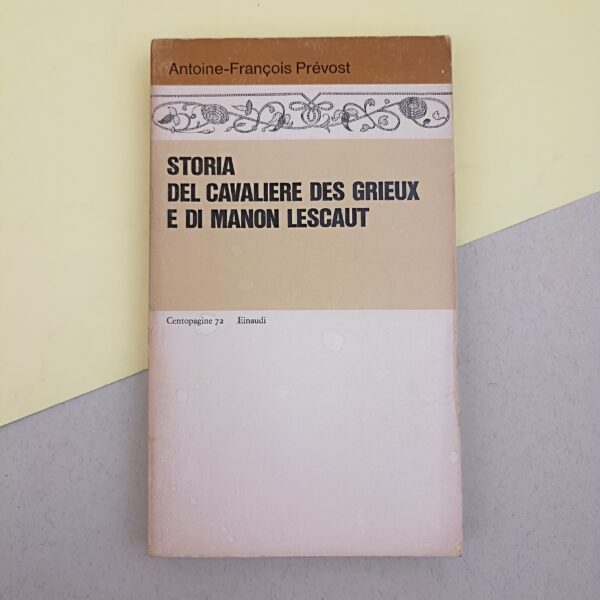 Antoine-François Prévost
STORIA
DEL CAVALIERE DES GRIEUX
E DI MANON LESCAUT
Centopagine 72 Einaudi